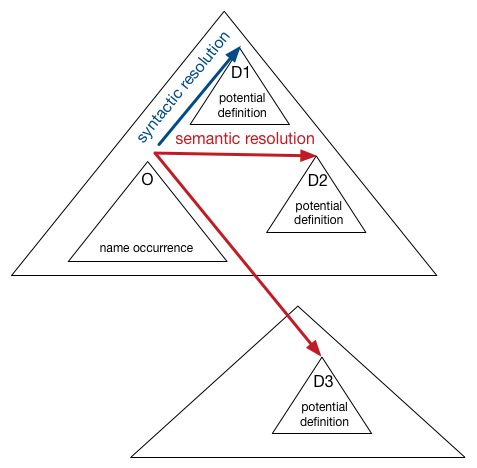 syntactic resolution
D1
potential
definition
semantic resolution
O
name occurrence
D2
potential
definition
D3
potential
definition